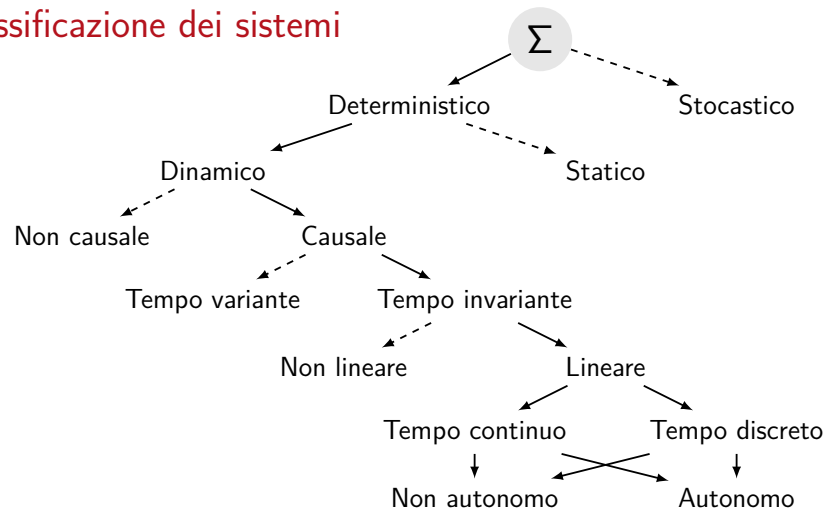 ssificazione dei sistemi
Σ
Deterministico Stocastico
Dinamico Statico
Non causale Causale
Tempo variante Tempo invariante
Non lineare Lineare
Tempo continuo Tempo discreto
Non autonomo Autonomo